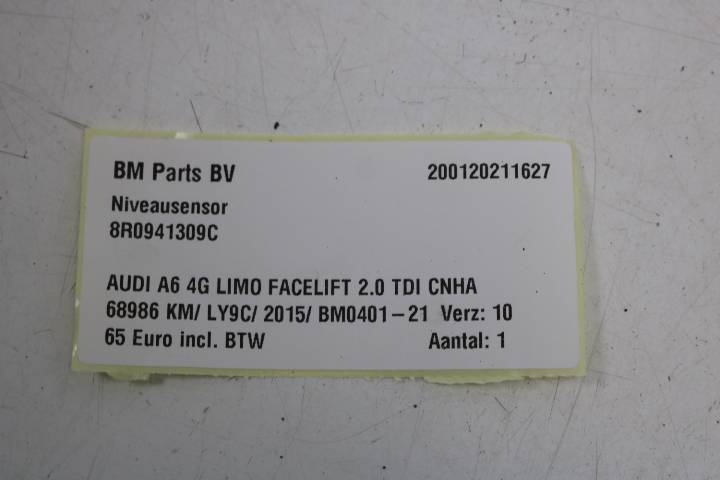 BM Parts BV 200120211627
Niveausensor
8R0941309C
AUDI A6 4G LIMO FACELIFT 2.0 TDI CNHA
68986 KM/ LY9C/ 2015/ BM0401-21 Verz: 10
65 Euro incl. BTW Aantal: 1